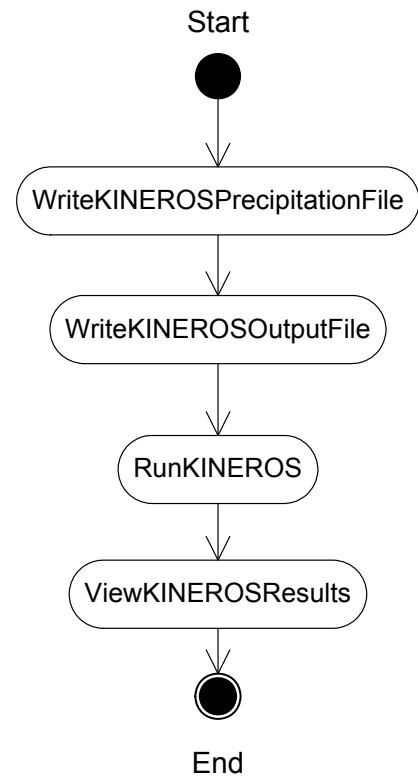 Start
WriteKINEROSPrecipitationFile
WriteKINEROSOutputFile
RunKINEROS
ViewKINEROSResults
End